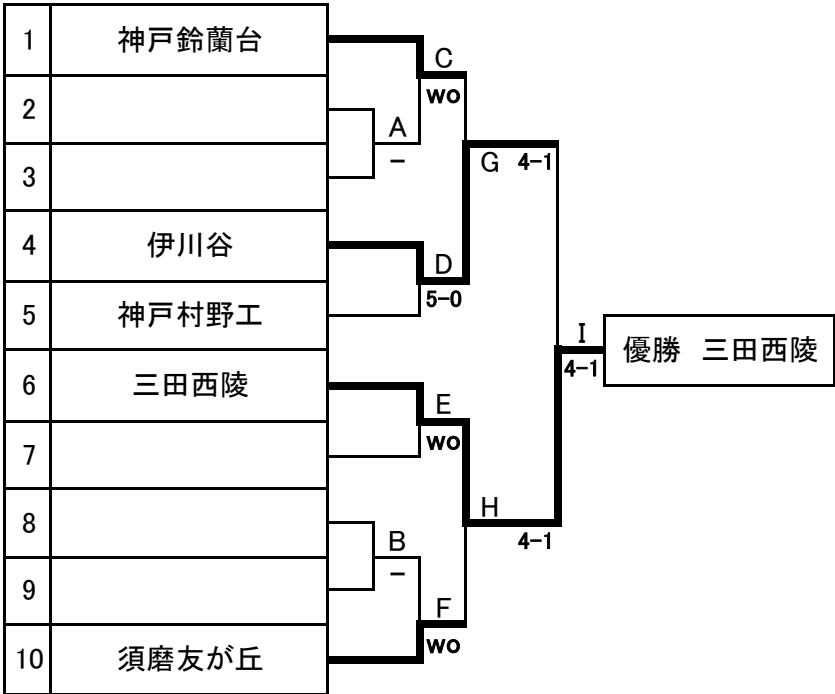 1 神戸鈴蘭台
C
wo
2
A
-
3
G 4-1
4 伊川谷
D
5-0
5 神戸村野工
I
4-1
優勝 三田西陵
6 三田西陵
E
wo
7
8
H
4-1
B
-
9
F
wo
10 須磨友が丘